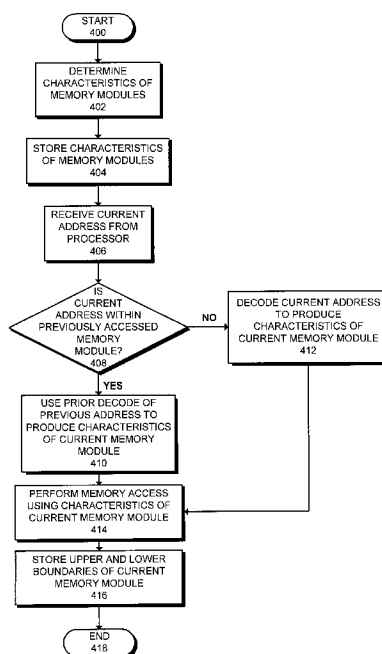 START
400
DETERMINE
CHARACTERISTICS OF
MEMORY MODULES
402
STORE CHARACTERISTICS
OF MEMORY MODULES
404
RECEIVE CURRENT
ADDRESS FROM
PROCESSOR
406
IS
CURRENT
ADDRESS WITHIN
PREVIOUSLY ACCESSED
MEMORY
MODULE?
408
NO
DECODE CURRENT ADDRESS
TO PRODUCE
CHARACTERISTICS OF
CURRENT MEMORY MODULE
412
YES
USE PRIOR DECODE
OF PREVIOUS ADDRESS TO
PRODUCE CHARACTERISTICS
OF CURRENT MEMORY
MODULE
410
PERFORM MEMORY ACCESS
USING CHARACTERISTICS OF
CURRENT MEMORY MODULE
414
STORE UPPER AND LOWER
BOUNDARIES OF CURRENT
MEMORY MODULE
416
END
418